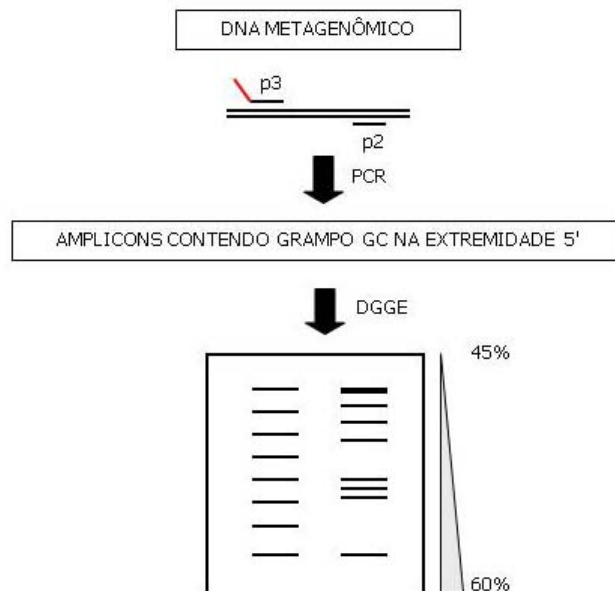 DNA METAGENÔMICO
p3
p2
PCR
AMPLICONS CONTENDO GRAMPO GC NA EXTREMIDADE 5'
DGGE
45%
60%